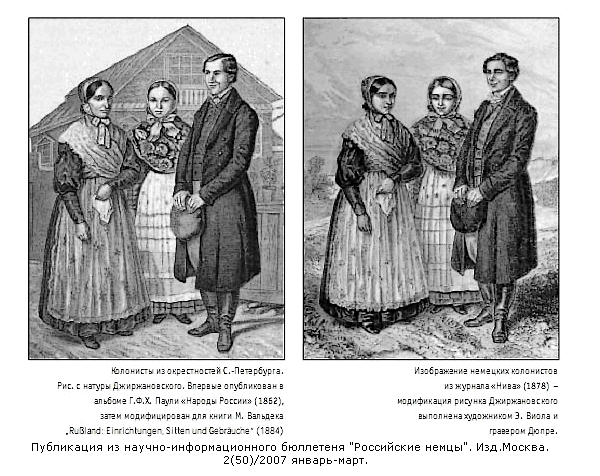 Колонисты из окрестностей С.-Петербурга.
Рис. с натуры Джиржановского. Впервые опубликован в
альбоме Г.Ф.Х. Паули «Народы России» (1862),
затем модифицирован для книги М. Вальдека
„Rußland: Einrichtungen, Sitten und Gebräuche“ (1884)
Изображение немецких колонистов
из журнала «Нива» (1878) –
модификация рисунка Джиржановского
выполнена художником Э. Виола и
гравером Дюпре.
Публикация из научно-информационного бюллетеня "Российские немцы". Изд.Москва.
2(50)/2007 январь-март.